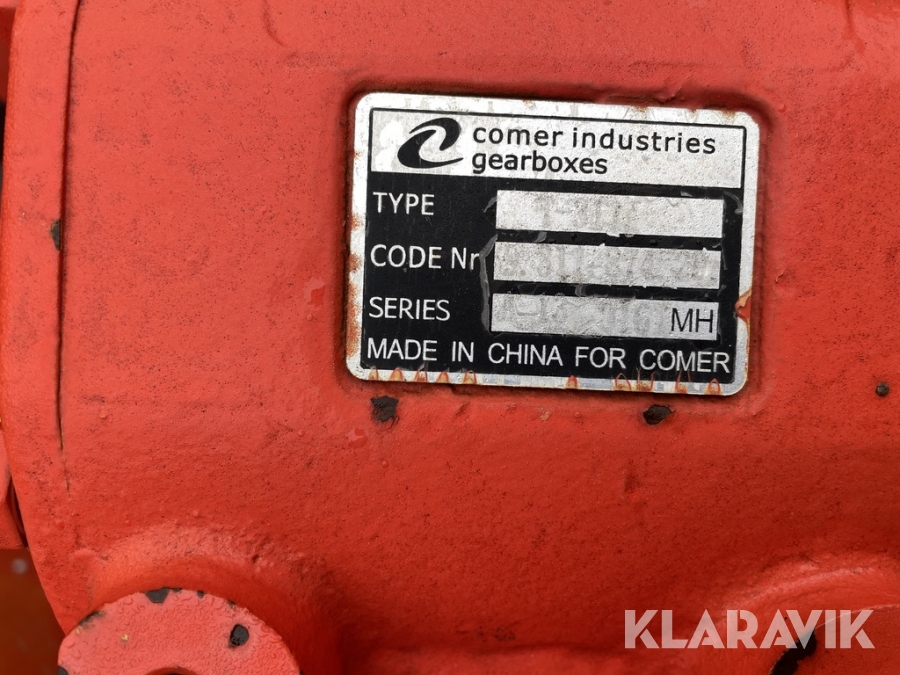 comer industries
gearboxes
TYPE
CODE Nr
SERIES MH
MADE IN CHINA FOR COMER
KLARAVIK